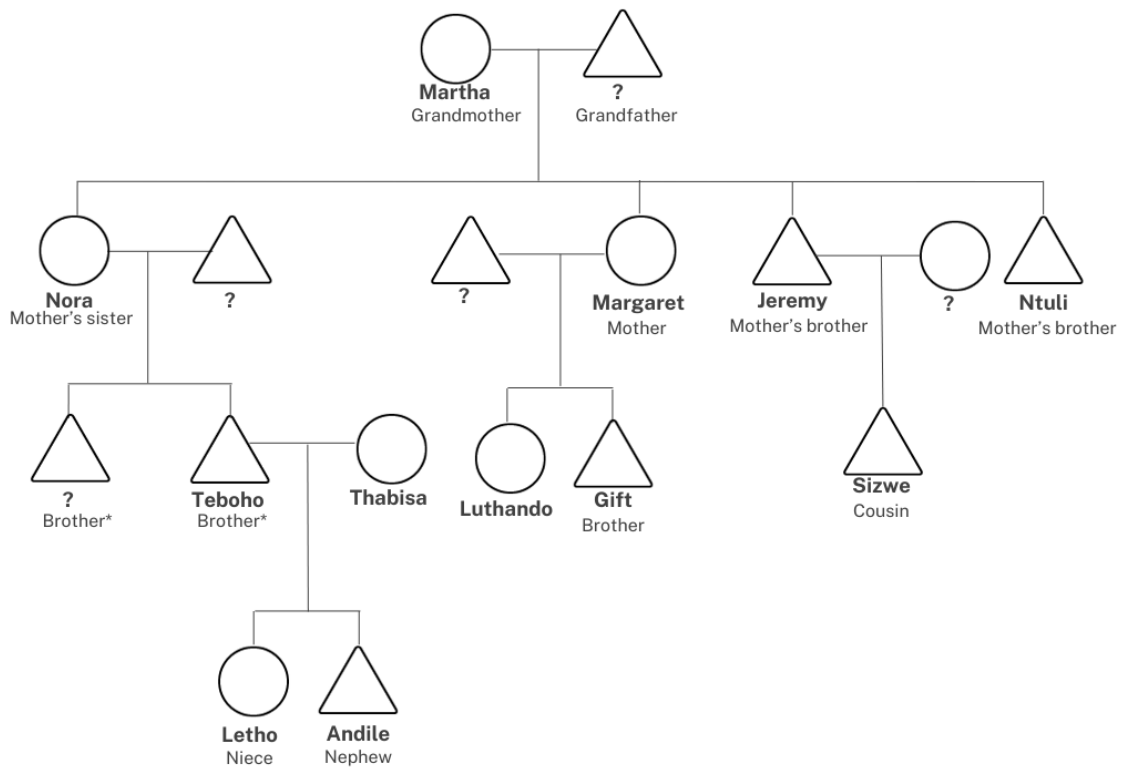 Martha
Grandmother
?
Grandfather
Nora
Mother's sister
?
?
Margaret
Mother
Jeremy
Mother's brother
?
Ntuli
Mother's brother
?
Brother*
Teboho
Brother*
Thabisa
Luthando
Gift
Brother
Sizwe
Cousin
Letho
Niece
Andile
Nephew